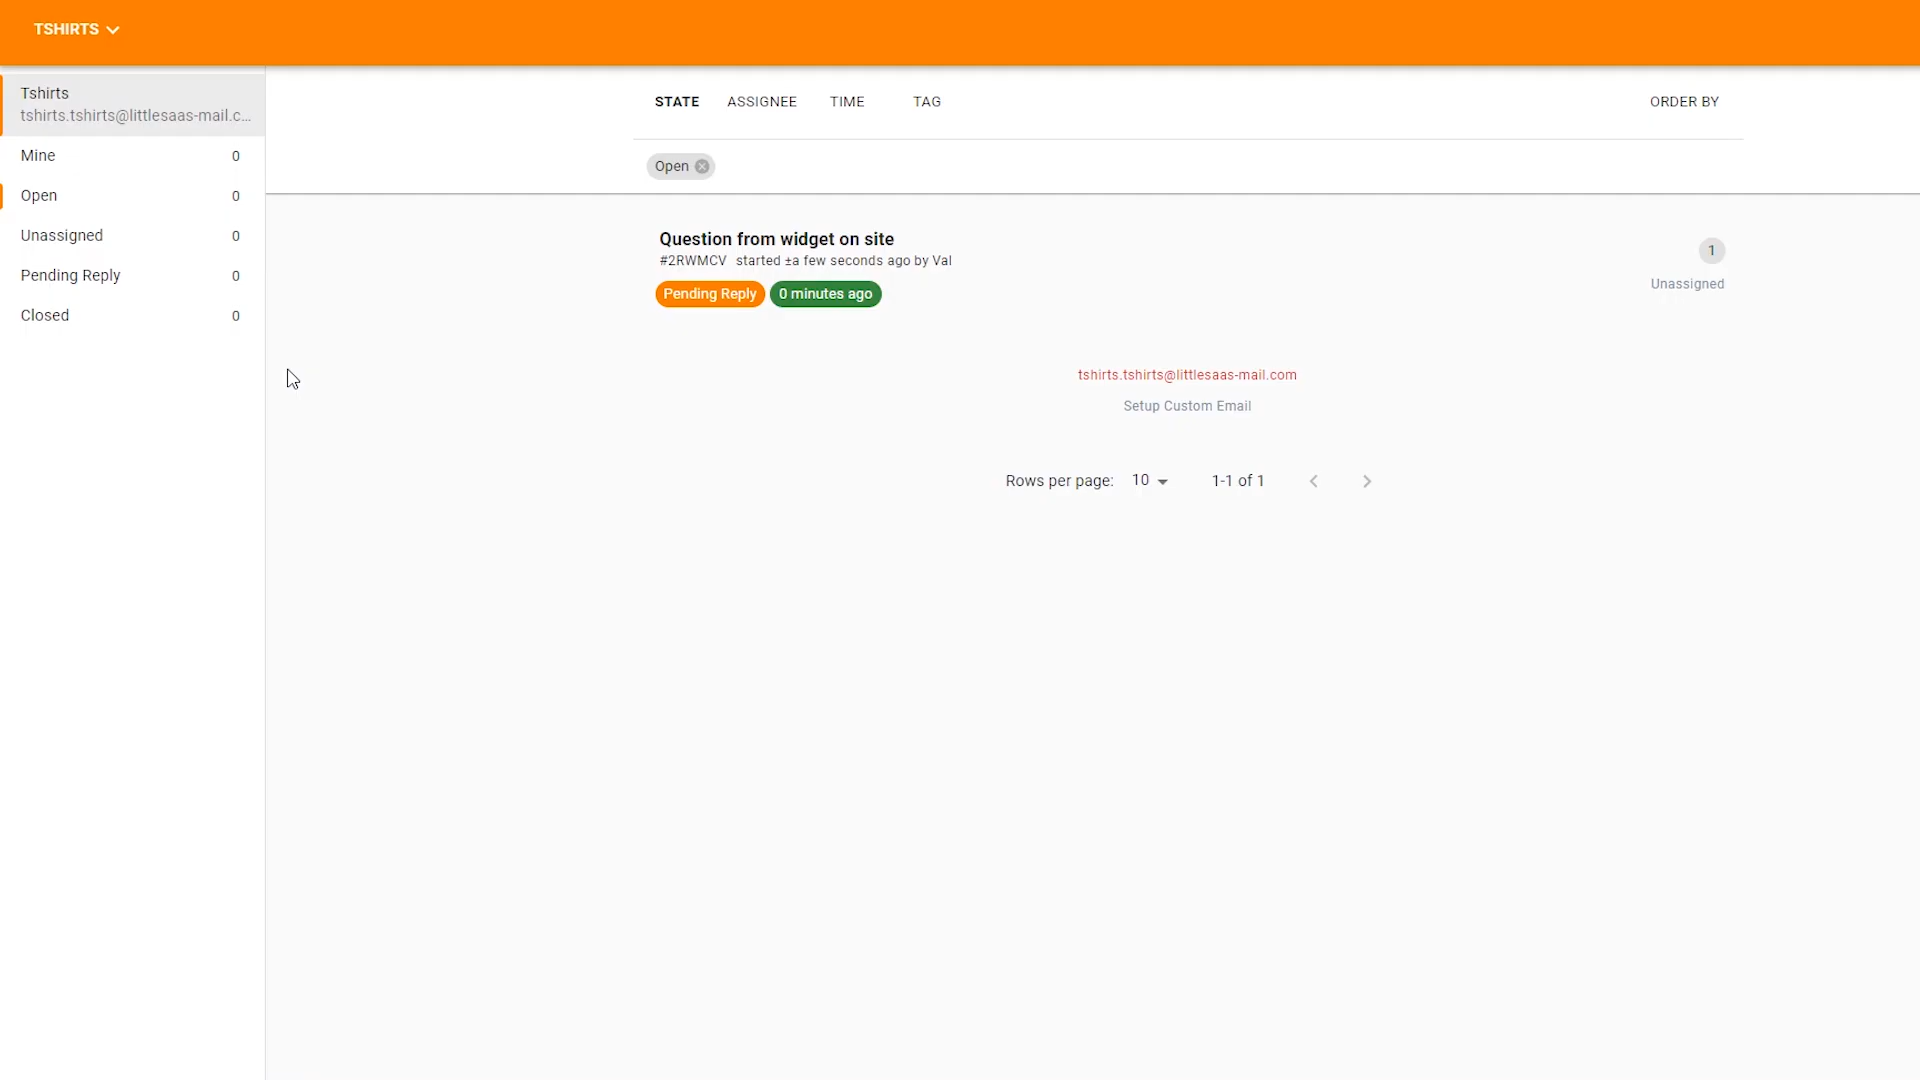 TSHIRTS
Tshirts
tshirts.tshirts@littlesaas-mail.c...
Mine 0
Open 0
Unassigned 0
Pending Reply 0
Closed 0
STATE ASSIGNEE TIME TAG ORDER BY
Open
Question from widget on site
#2RWMCV started ±a few seconds ago by Val
1
Pending Reply 0 minutes ago
Unassigned
tshirts.tshirts@littlesaas-mail.com
Setup Custom Email
Rows per page: 10 1-1 of 1